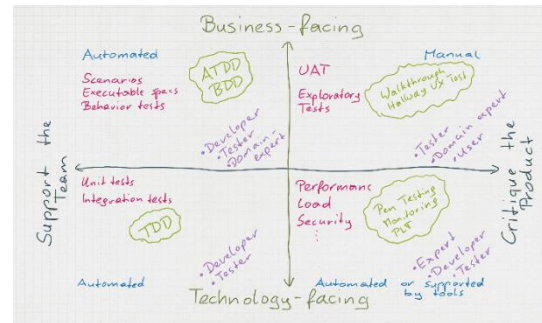 Business-facing
Automated
Scenarios
Executable specs
Behavior tests
ATDD
BDD
•Developer
•Tester
•Domain-
expert
Manual
UAT
Exploratory
Tests
Walkthrough
Hallway UX Test
•Tester
•Domain expert
•User
Support the
Team
Critique the
Product
Unit tests
Integration tests
TDD
•Developer
•Tester
Automated
Performanc
Load
Security
⋮
Pen Testing
Monitoring
•Expert
•Developer
•Tester
Automated or supported
by tools
Technology-facing